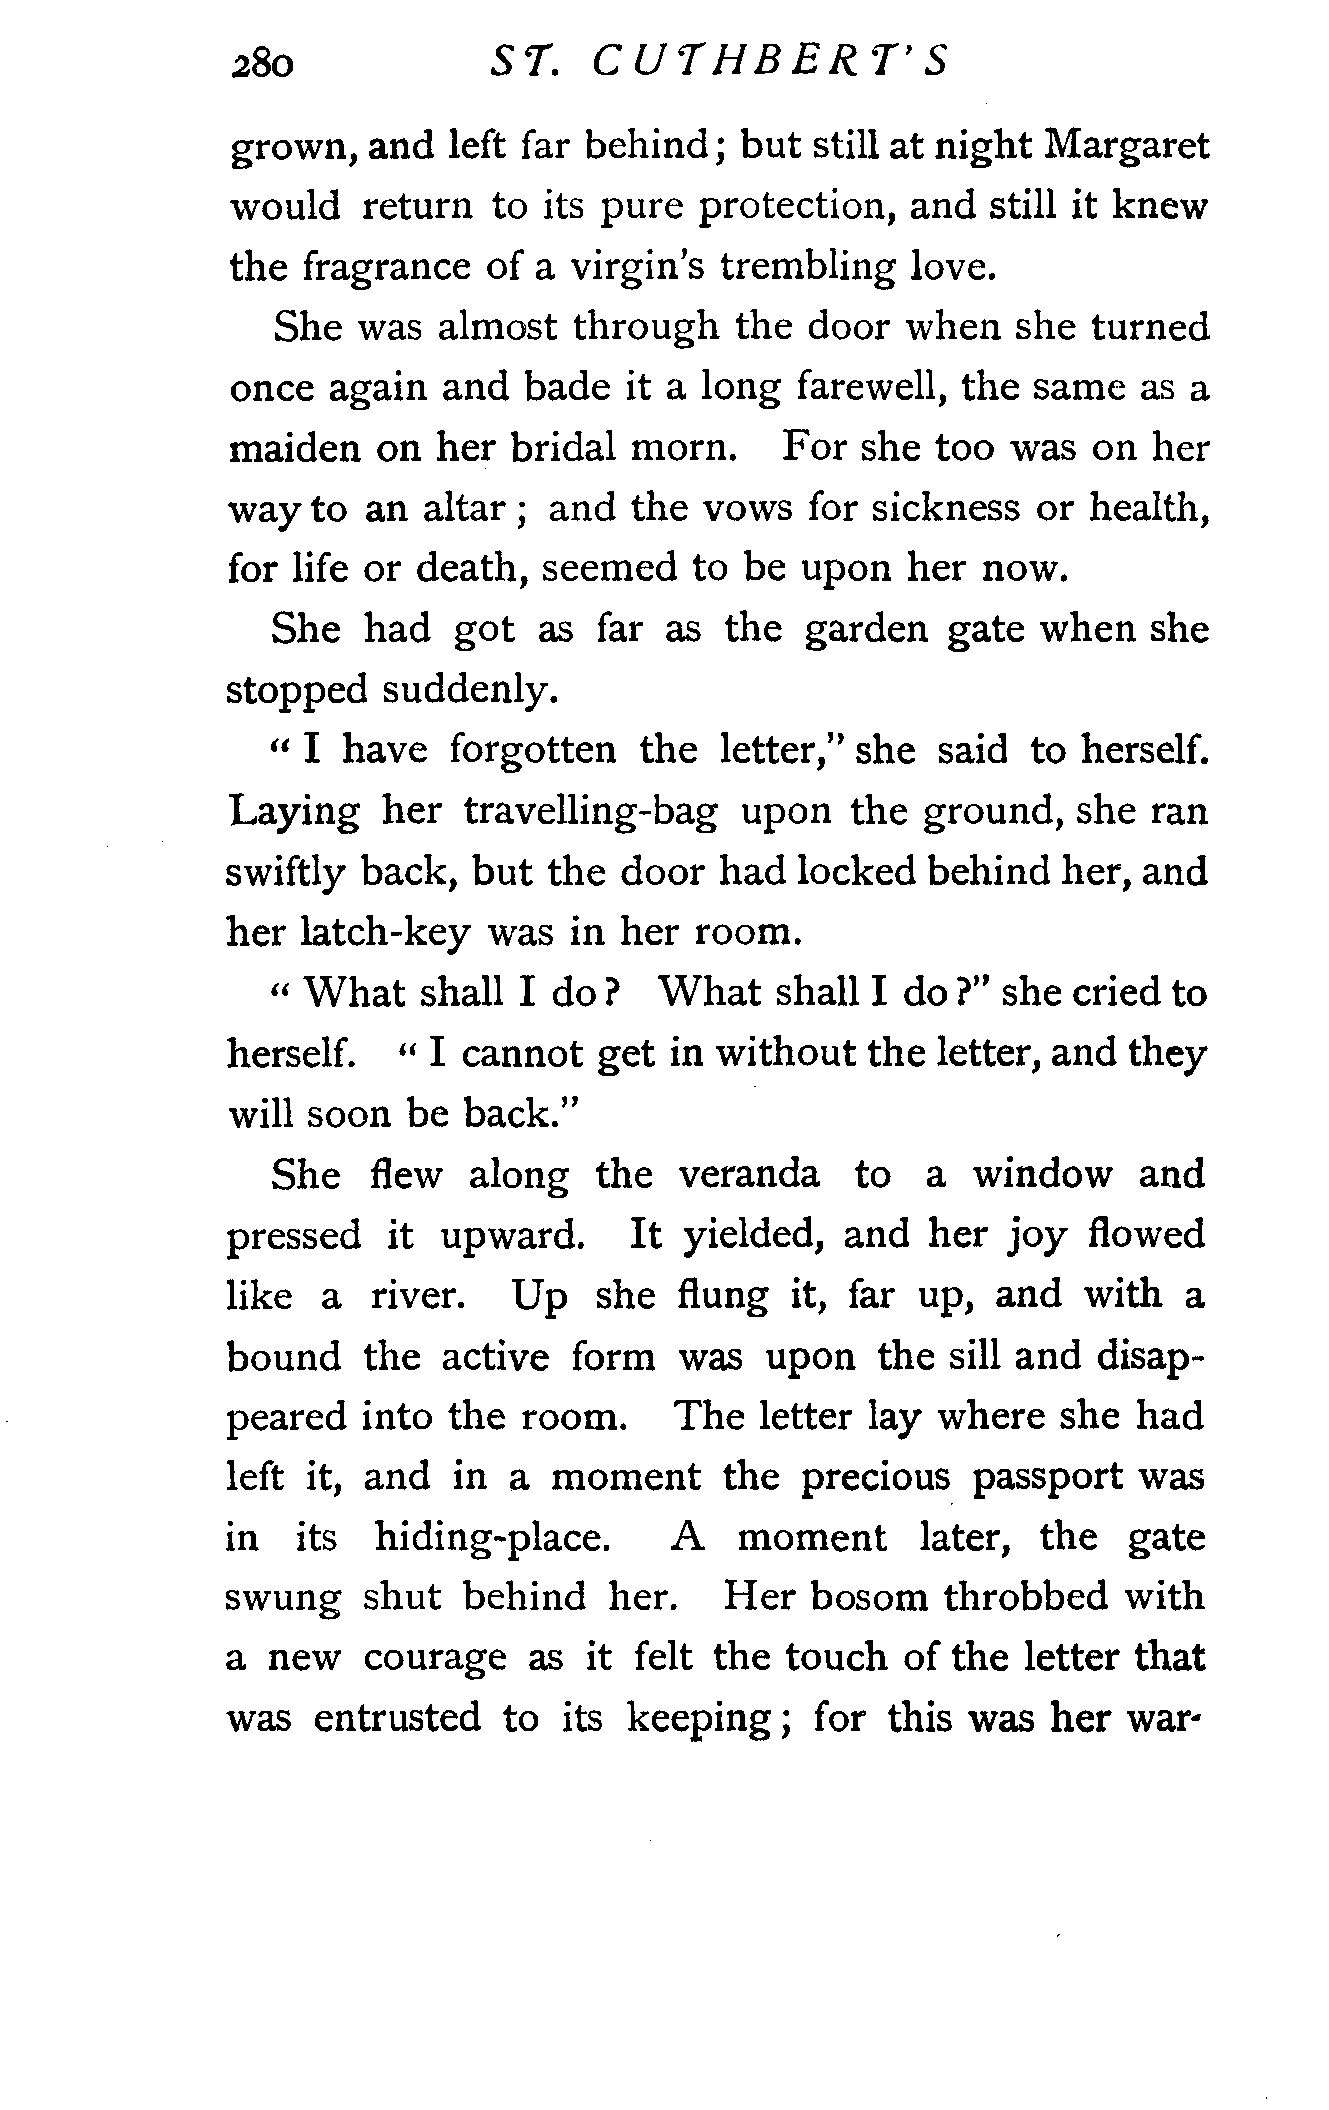 280 ST. CUTHBERT'S
grown, and left far behind; but still at night Margaret
would return to its pure protection, and still it knew
the fragrance of a virgin's trembling love.
She was almost through the door when she turned
once again and bade it a long farewell, the same as a
maiden on her bridal morn. For she too was on her
way to an altar; and the vows for sickness or health,
for life or death, seemed to be upon her now.
She had got as far as the garden gate when she
stopped suddenly.
"I have forgotten the letter," she said to herself.
Laying her travelling-bag upon the ground, she ran
swiftly back, but the door had locked behind her, and
her latch-key was in her room.
"What shall I do? What shall I do?" she cried to
herself. "I cannot get in without the letter, and they
will soon be back."
She flew along the veranda to a window and
pressed it upward. It yielded, and her joy flowed
like a river. Up she flung it, far up, and with a
bound the active form was upon the sill and disap-
peared into the room. The letter lay where she had
left it, and in a moment the precious passport was
in its hiding-place. A moment later, the gate
swung shut behind her. Her bosom throbbed with
a new courage as it felt the touch of the letter that
was entrusted to its keeping; for this was her war-